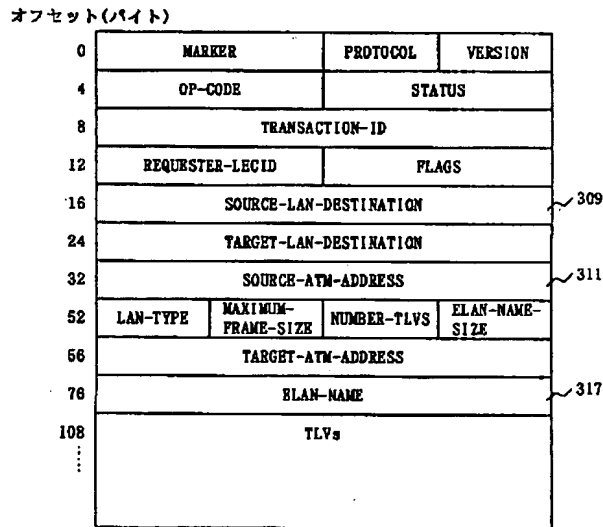 オフセット(バイト)
0 MARKER PROTOCOL VERSION
4 OP-CODE STATUS
8 TRANSACTION-ID
12 REQUESTER-LECID FLAGS
16 SOURCE-LAN-DESTINATION 309
24 TARGET-LAN-DESTINATION
32 SOURCE-ATM-ADDRESS 311
52 LAN-TYPE MAXIMUM-FRAME-SIZE NUMBER-TLVS ELAN-NAME-SIZE
56 TARGET-ATM-ADDRESS
76 ELAN-NAME 317
108 TLVs